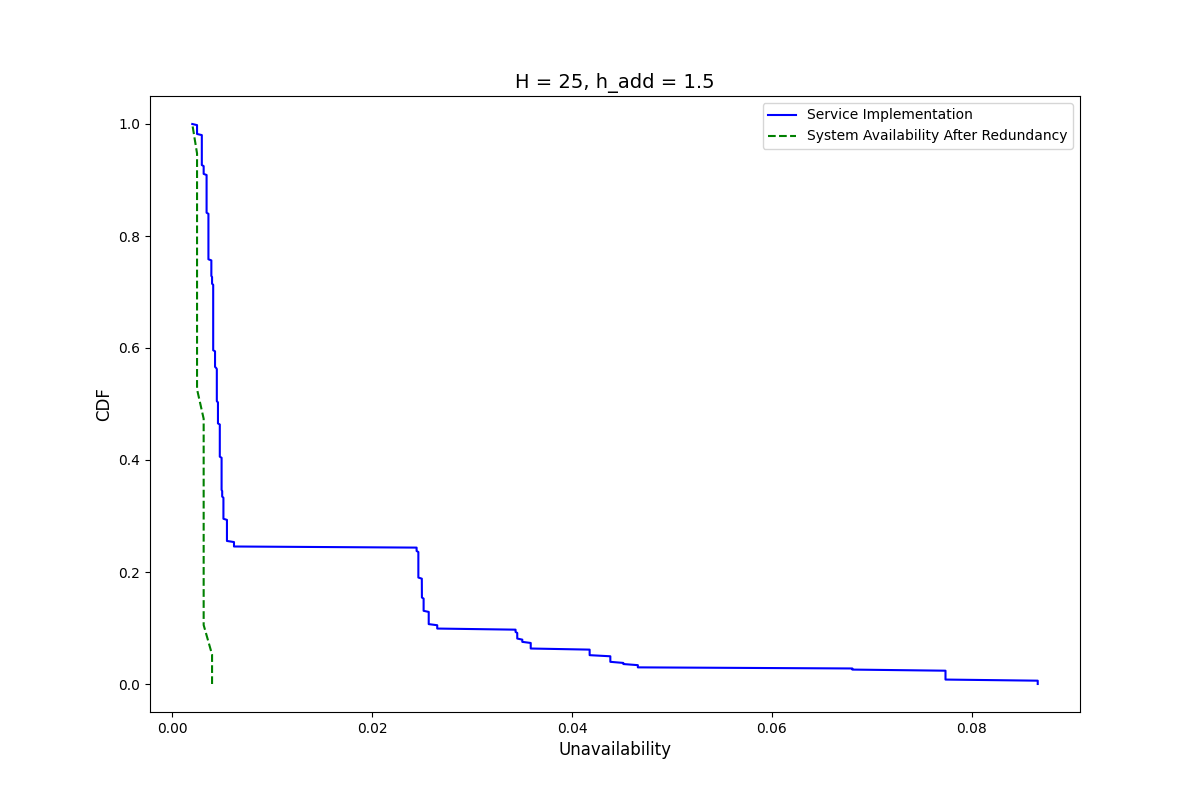 H = 25, h_add = 1.5
Service Implementation
System Availability After Redundancy
CDF
1.0
0.8
0.6
0.4
0.2
0.0
0.00 0.02 0.04 0.06 0.08
Unavailability